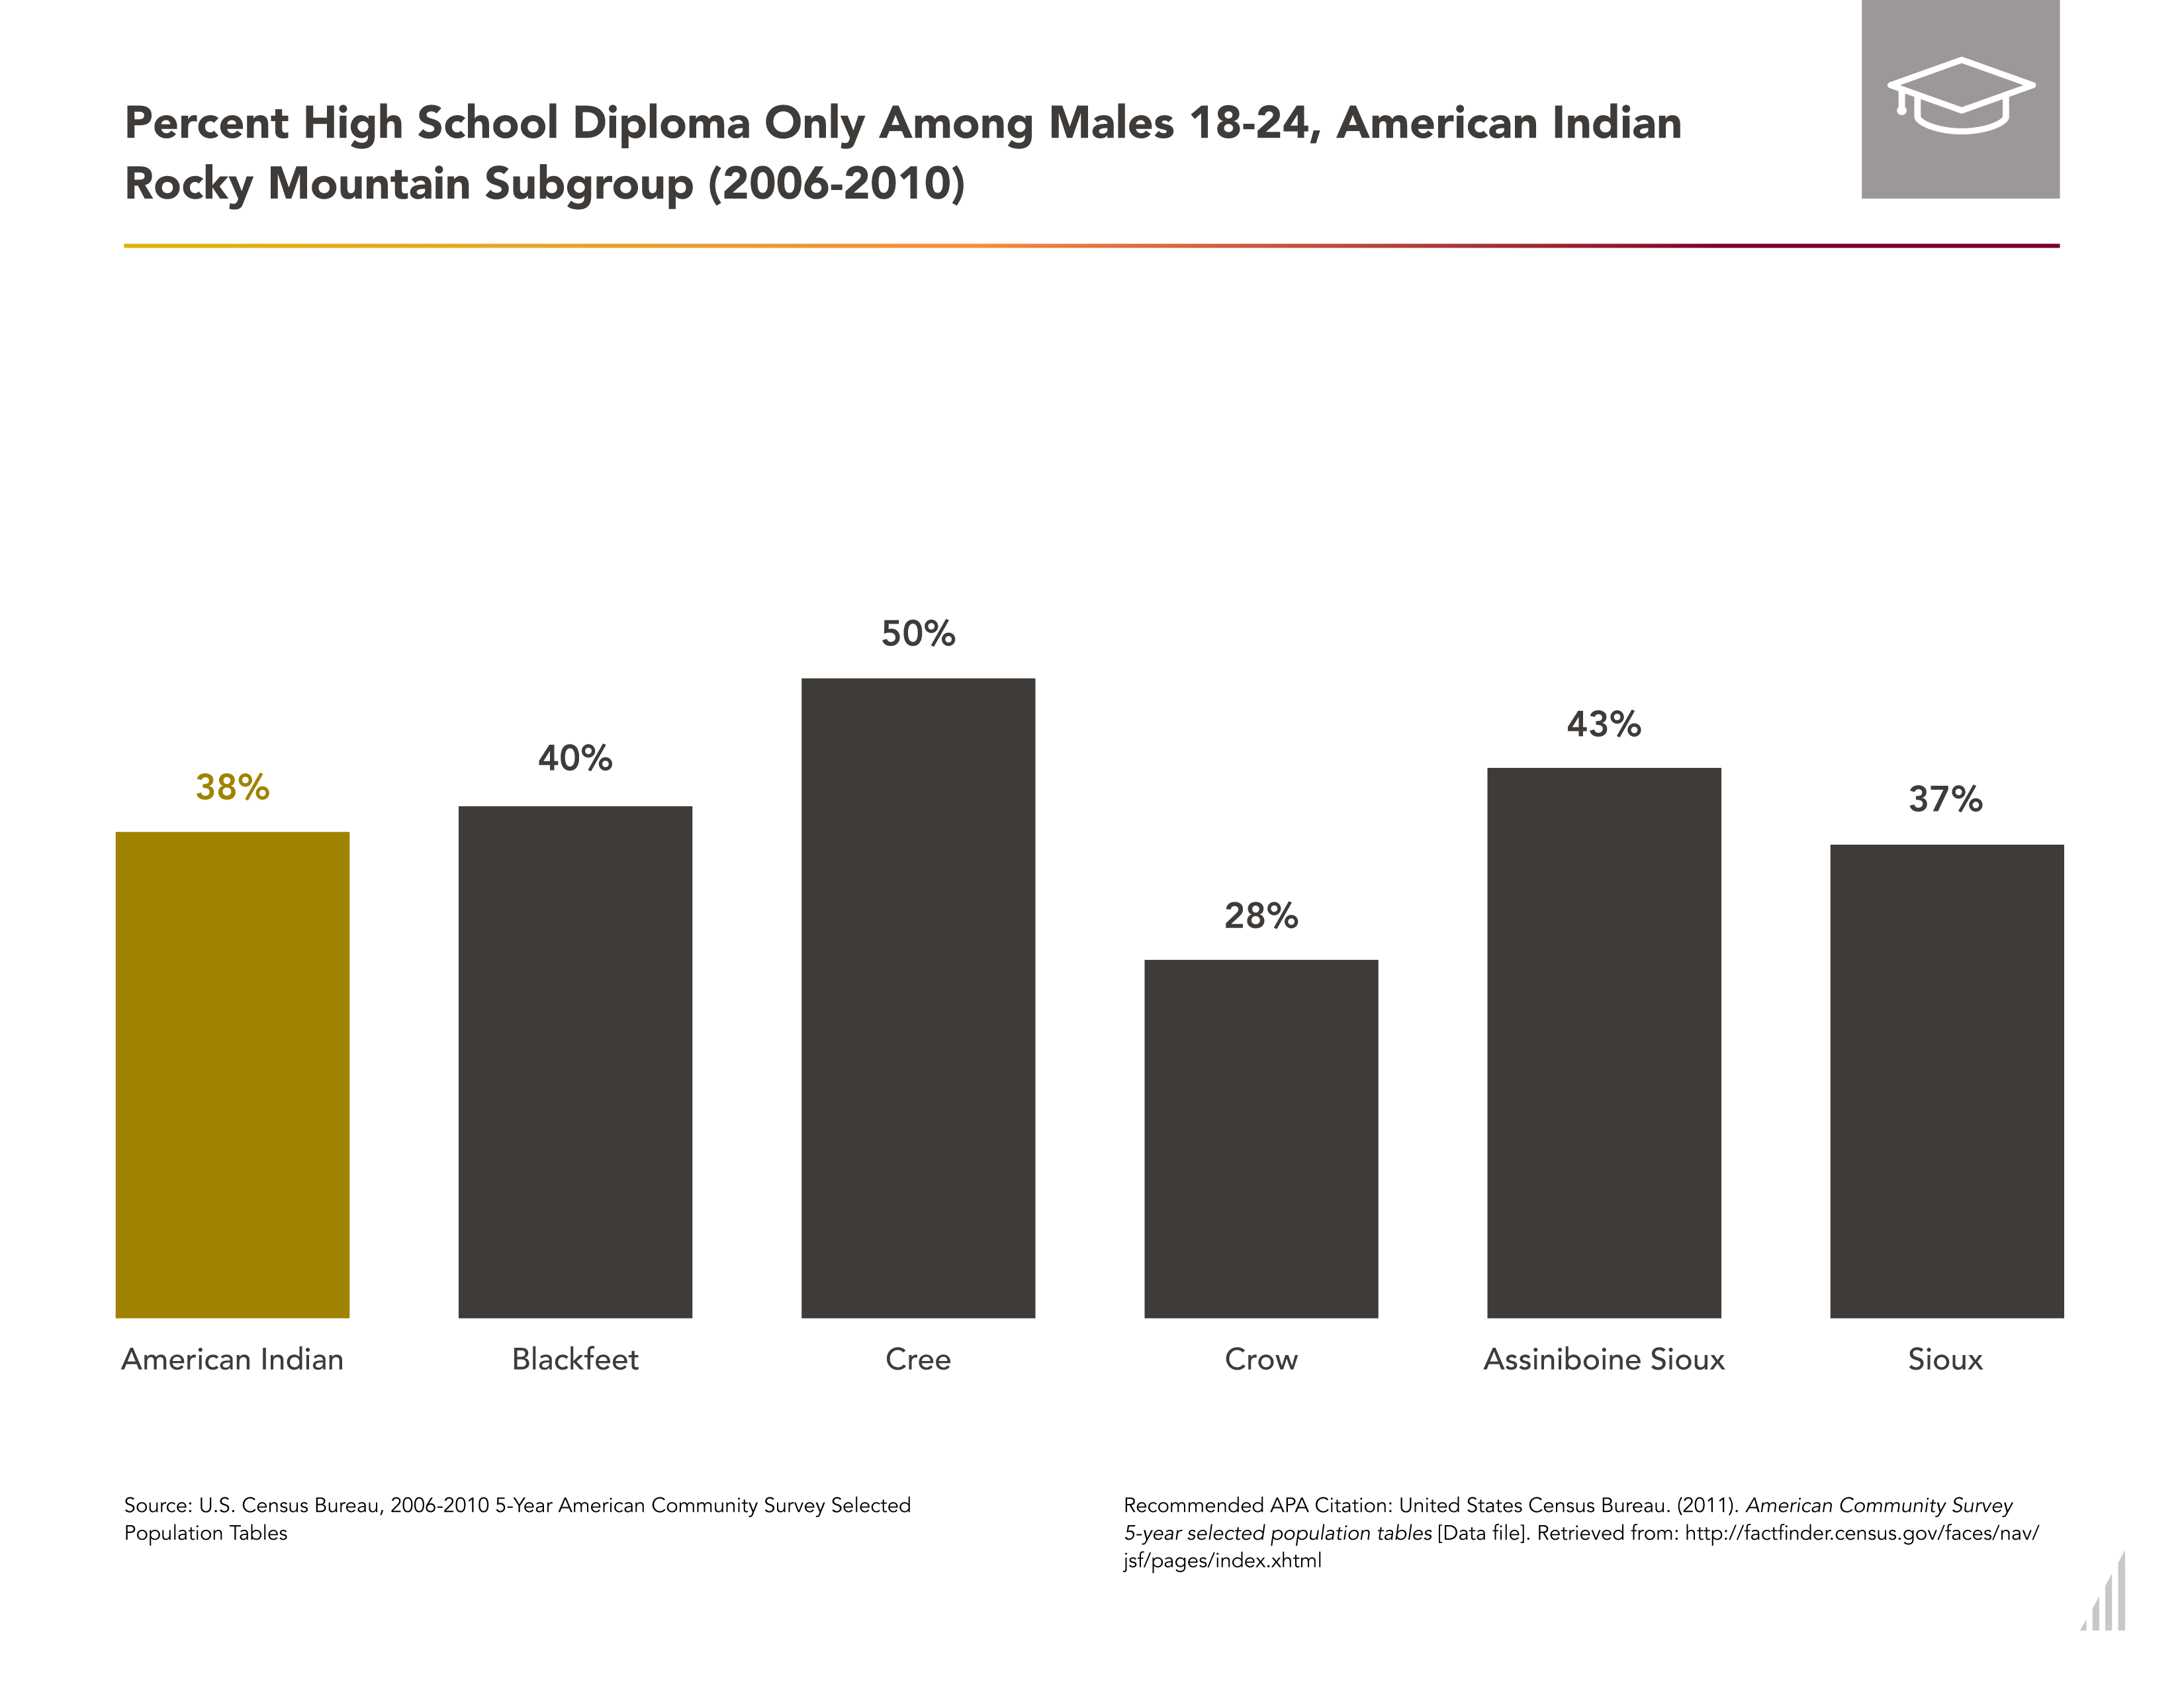 Percent High School Diploma Only Among Males 18-24, American Indian
Rocky Mountain Subgroup (2006-2010)
38%
40%
50%
28%
43%
37%
American Indian
Blackfeet
Cree
Crow
Assiniboine Sioux
Sioux
Source: U.S. Census Bureau, 2006-2010 5-Year American Community Survey Selected
Population Tables
Recommended APA Citation: United States Census Bureau. (2011). American Community Survey
5-year selected population tables [Data file]. Retrieved from: http://factfinder.census.gov/faces/nav/
jsf/pages/index.xhtml